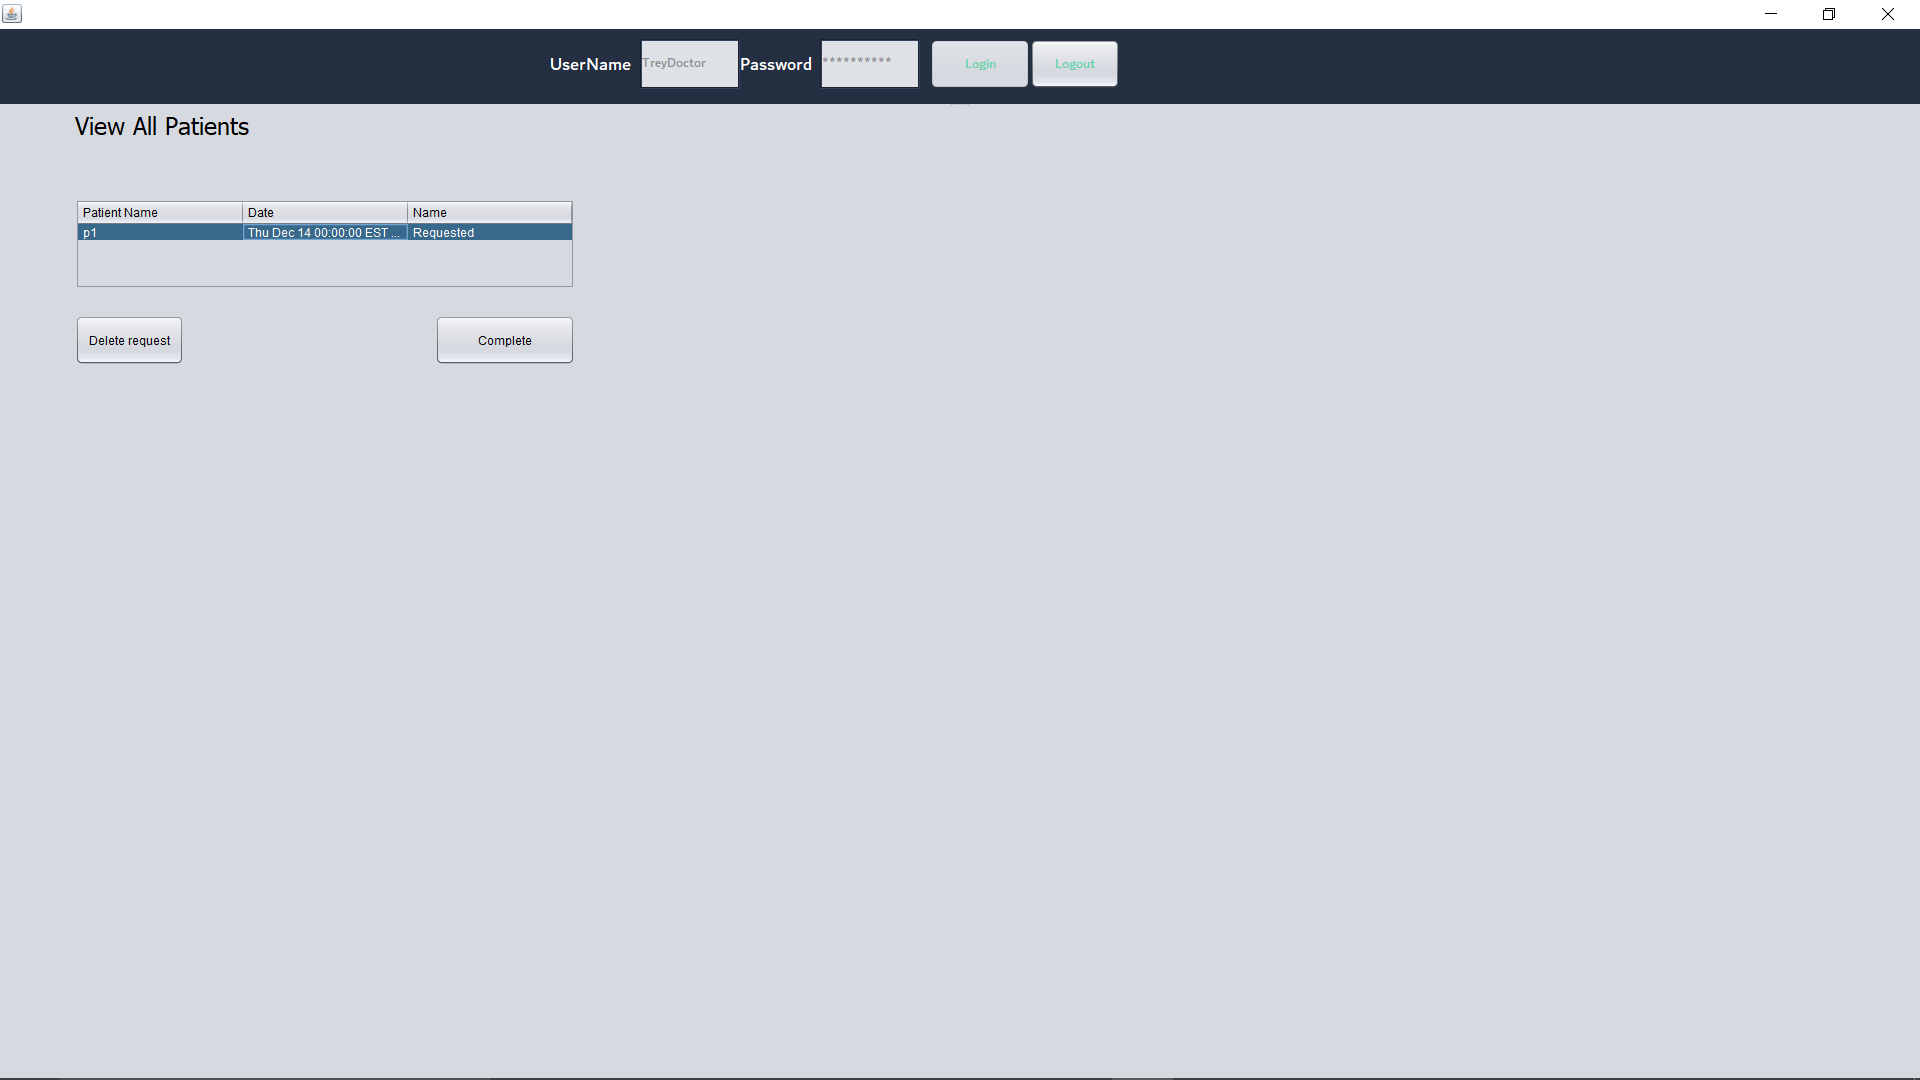 UserName TreyDoctor Password ********** Login Logout
View All Patients
Patient Name Date Name
p1 Thu Dec 14 00:00:00 EST ... Requested
Delete request Complete